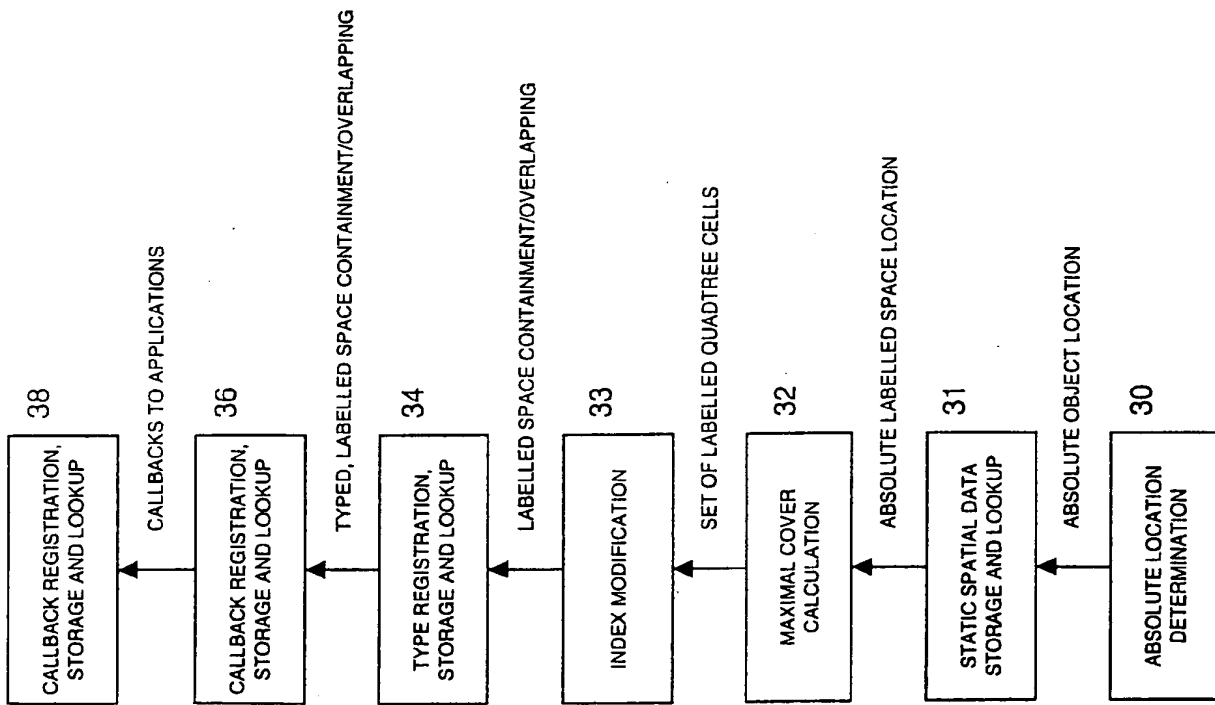 38
CALLBACK REGISTRATION,
STORAGE AND LOOKUP
CALLBACKS TO APPLICATIONS
36
CALLBACK REGISTRATION,
STORAGE AND LOOKUP
TYPED, LABELLED SPACE CONTAINMENT/OVERLAPPING
34
TYPE REGISTRATION,
STORAGE AND LOOKUP
LABELLED SPACE CONTAINMENT/OVERLAPPING
33
INDEX MODIFICATION
SET OF LABELLED QUADTREE CELLS
32
MAXIMAL COVER
CALCULATION
ABSOLUTE LABELLED SPACE LOCATION
31
STATIC SPATIAL DATA
STORAGE AND LOOKUP
ABSOLUTE OBJECT LOCATION
30
ABSOLUTE LOCATION
DETERMINATION